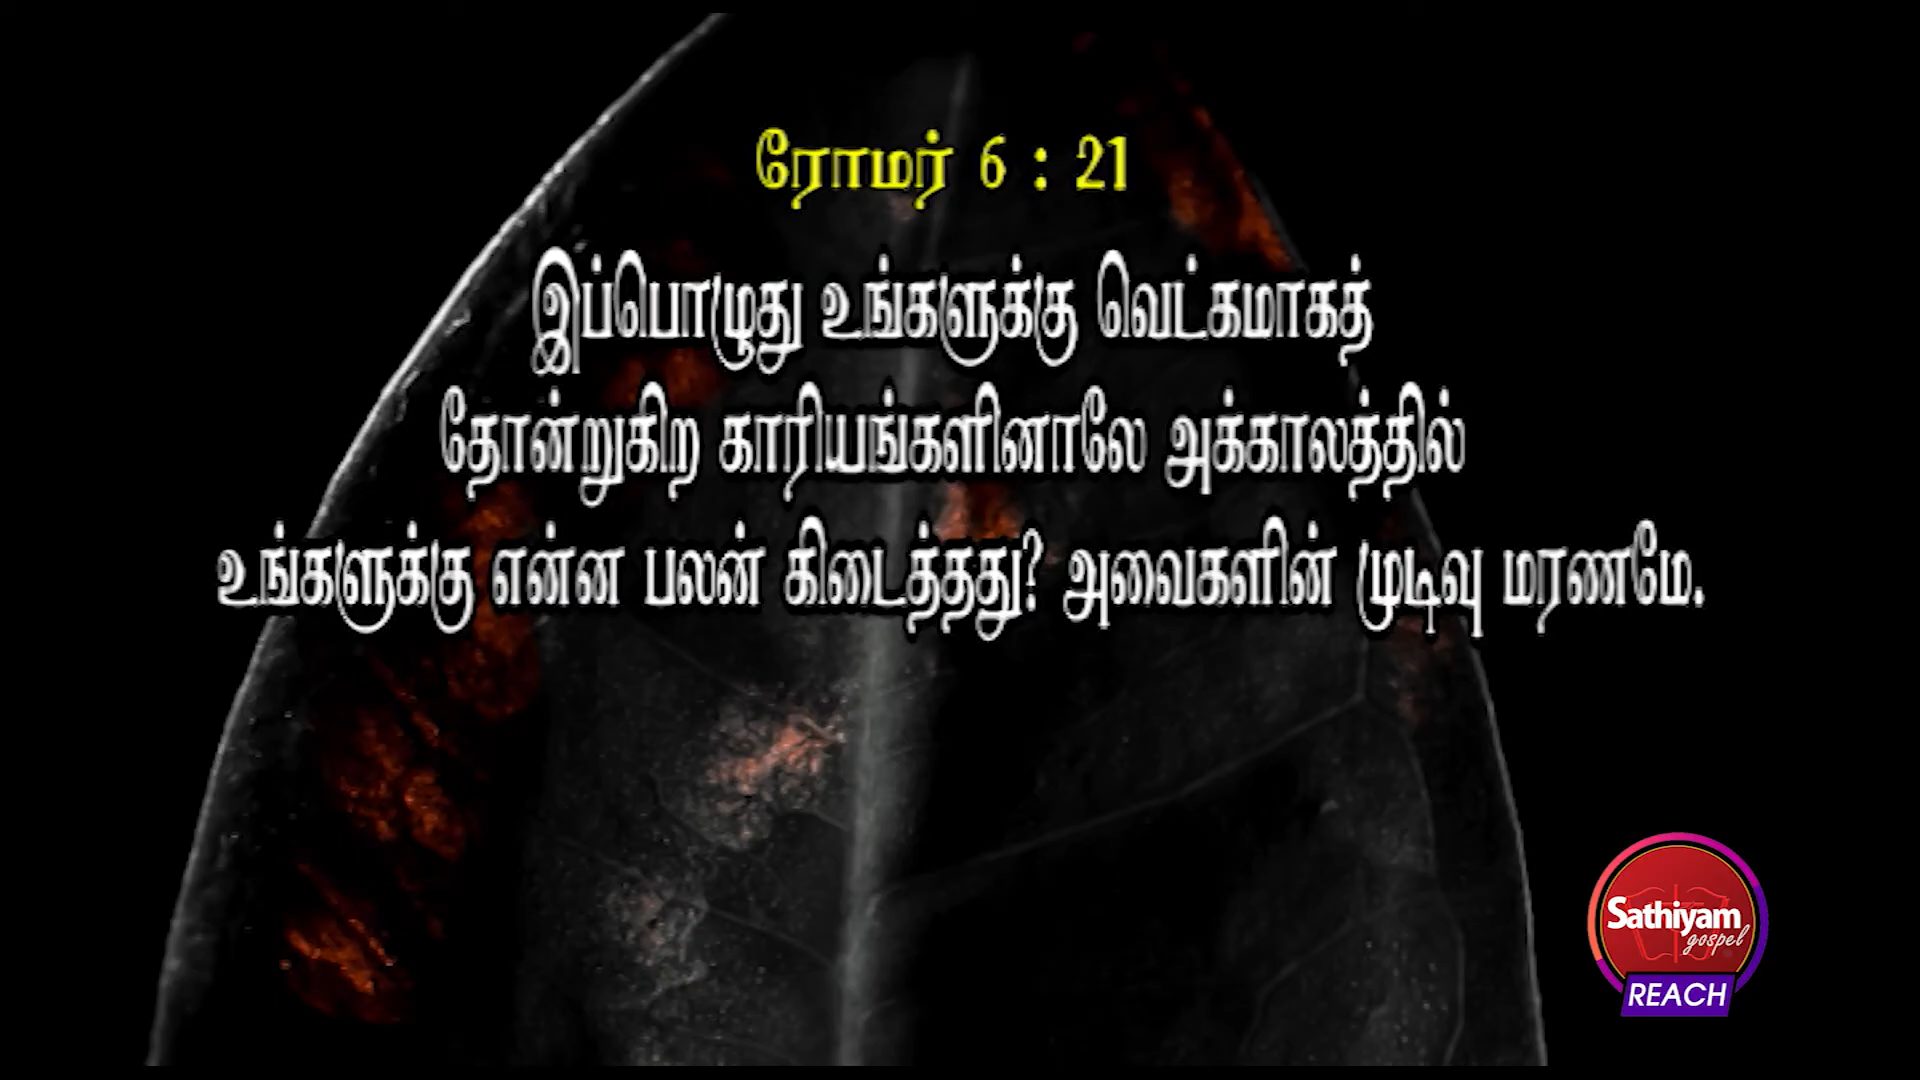 ரோமர் 6 : 21
இப்பொழுது உங்களுக்கு வெட்கமாகத்
தோன்றுகிற காரியங்களினாலே அக்காலத்தில்
உங்களுக்கு என்ன பலன் கிடைத்தது? அவைகளின் முடிவு மரணமே.
Sathiyam
gospel
REACH